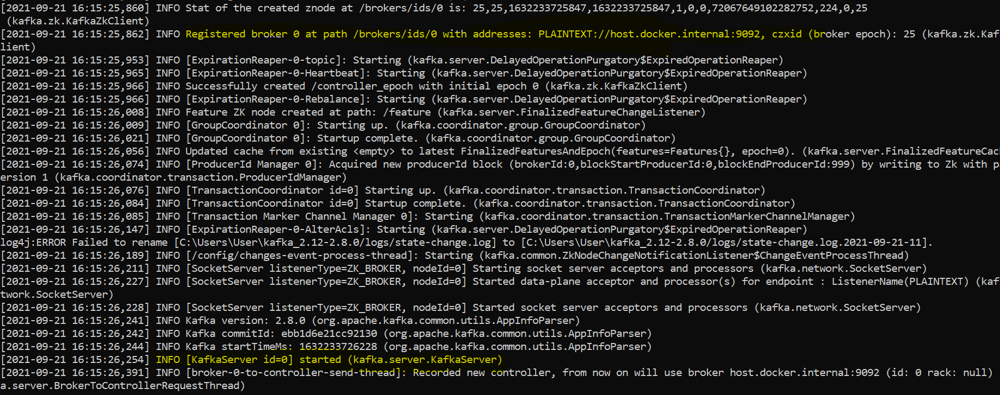 [2021-09-21 16:15:25,860] INFO Stat of the created znode at /brokers/ids/0 is: 25,25,1632233725847,1632233725847,1,0,0,72067649102282752,224,0,25
 (kafka.zk.KafkaZkClient)
[2021-09-21 16:15:25,862] INFO Registered broker 0 at path /brokers/ids/0 with addresses: PLAINTEXT://host.docker.internal:9092, czxid (broker epoch): 25 (kafka.zk.Kaf
lient)
[2021-09-21 16:15:25,953] INFO [ExpirationReaper-0-topic]: Starting (kafka.server.DelayedOperationPurgatory$ExpiredOperationReaper)
[2021-09-21 16:15:25,965] INFO [ExpirationReaper-0-Heartbeat]: Starting (kafka.server.DelayedOperationPurgatory$ExpiredOperationReaper)
[2021-09-21 16:15:25,966] INFO Successfully created /controller_epoch with initial epoch 0 (kafka.zk.KafkaZkClient)
[2021-09-21 16:15:25,966] INFO [ExpirationReaper-0-Rebalance]: Starting (kafka.server.DelayedOperationPurgatory$ExpiredOperationReaper)
[2021-09-21 16:15:26,008] INFO Feature ZK node created at path: /feature (kafka.server.FinalizedFeatureChangeListener)
[2021-09-21 16:15:26,009] INFO [GroupCoordinator 0]: Starting up. (kafka.coordinator.group.GroupCoordinator)
[2021-09-21 16:15:26,021] INFO [GroupCoordinator 0]: Startup complete. (kafka.coordinator.group.GroupCoordinator)
[2021-09-21 16:15:26,056] INFO Updated cache from existing <empty> to latest FinalizedFeaturesAndEpoch(features=Features{}, epoch=0). (kafka.server.FinalizedFeatureCac
[2021-09-21 16:15:26,074] INFO [ProducerId Manager 0]: Acquired new producerId block (brokerId:0,blockStartProducerId:0,blockEndProducerId:999) by writing to Zk with p
ersion 1 (kafka.coordinator.transaction.ProducerIdManager)
[2021-09-21 16:15:26,076] INFO [TransactionCoordinator id=0] Starting up. (kafka.coordinator.transaction.TransactionCoordinator)
[2021-09-21 16:15:26,084] INFO [TransactionCoordinator id=0] Startup complete. (kafka.coordinator.transaction.TransactionCoordinator)
[2021-09-21 16:15:26,085] INFO [Transaction Marker Channel Manager 0]: Starting (kafka.coordinator.transaction.TransactionMarkerChannelManager)
[2021-09-21 16:15:26,147] INFO [ExpirationReaper-0-AlterAcls]: Starting (kafka.server.DelayedOperationPurgatory$ExpiredOperationReaper)
log4j:ERROR Failed to rename [C:\Users\User\kafka_2.12-2.8.0/logs/state-change.log] to [C:\Users\User\kafka_2.12-2.8.0/logs/state-change.log.2021-09-21-11].
[2021-09-21 16:15:26,189] INFO [/config/changes-event-process-thread]: Starting (kafka.common.ZkNodeChangeNotificationListener$ChangeEventProcessThread)
[2021-09-21 16:15:26,211] INFO [SocketServer listenerType=ZK_BROKER, nodeId=0] Starting socket server acceptors and processors (kafka.network.SocketServer)
[2021-09-21 16:15:26,227] INFO [SocketServer listenerType=ZK_BROKER, nodeId=0] Started data-plane acceptor and processor(s) for endpoint : ListenerName(PLAINTEXT) (kaf
twork.SocketServer)
[2021-09-21 16:15:26,228] INFO [SocketServer listenerType=ZK_BROKER, nodeId=0] Started socket server acceptors and processors (kafka.network.SocketServer)
[2021-09-21 16:15:26,241] INFO Kafka version: 2.8.0 (org.apache.kafka.common.utils.AppInfoParser)
[2021-09-21 16:15:26,242] INFO Kafka commitId: ebb1d6e21cc92130 (org.apache.kafka.common.utils.AppInfoParser)
[2021-09-21 16:15:26,244] INFO Kafka startTimeMs: 1632233726228 (org.apache.kafka.common.utils.AppInfoParser)
[2021-09-21 16:15:26,254] INFO [KafkaServer id=0] started (kafka.server.KafkaServer)
[2021-09-21 16:15:26,391] INFO [broker-0-to-controller-send-thread]: Recorded new controller, from now on will use broker host.docker.internal:9092 (id: 0 rack: null)
a.server.BrokerToControllerRequestThread)